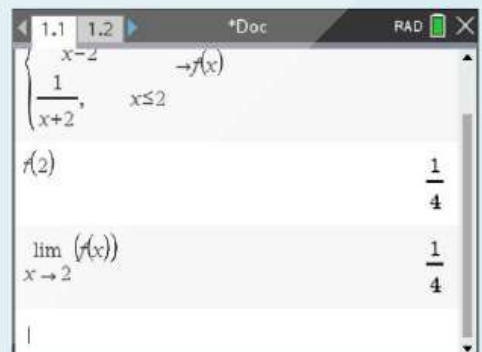 1.1 1.2 *Doc RAD
x-2
→f(x)
1/(x+2), x≤2
f(2) 1/4
lim (f(x)) 1/4
x→2